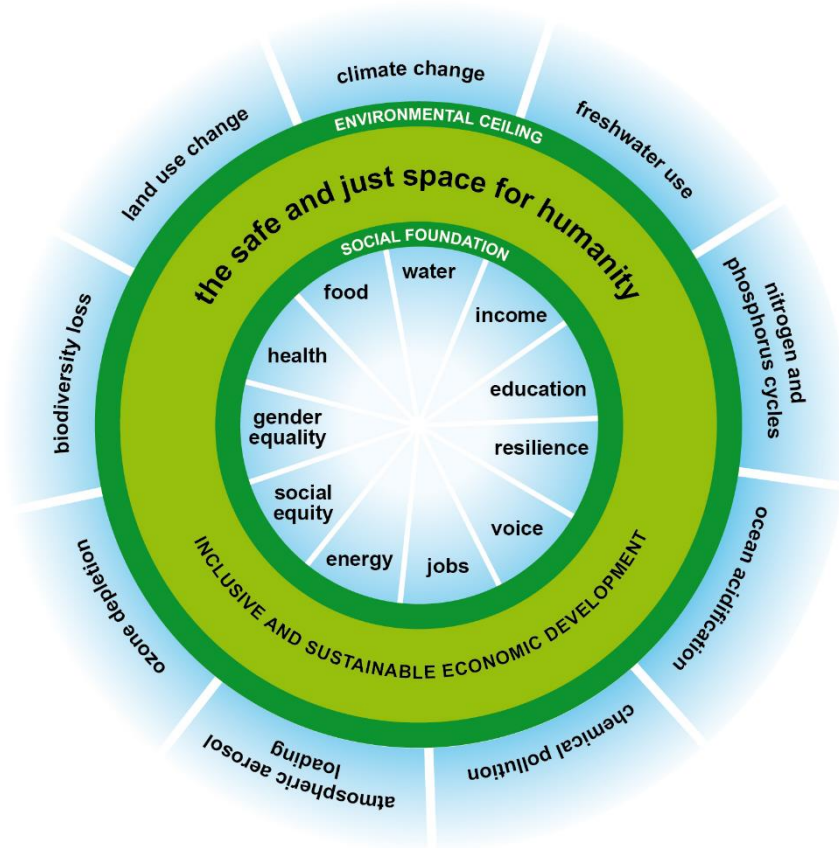 climate change
freshwater use
nitrogen and
phosphorus cycles
ocean acidification
chemical pollution
atmospheric aerosol
loading
ozone depletion
biodiversity loss
land use change
ENVIRONMENTAL CEILING
the safe and just space for humanity
SOCIAL FOUNDATION
water
income
education
resilience
voice
jobs
energy
social
equity
gender
equality
health
food
INCLUSIVE AND SUSTAINABLE ECONOMIC DEVELOPMENT